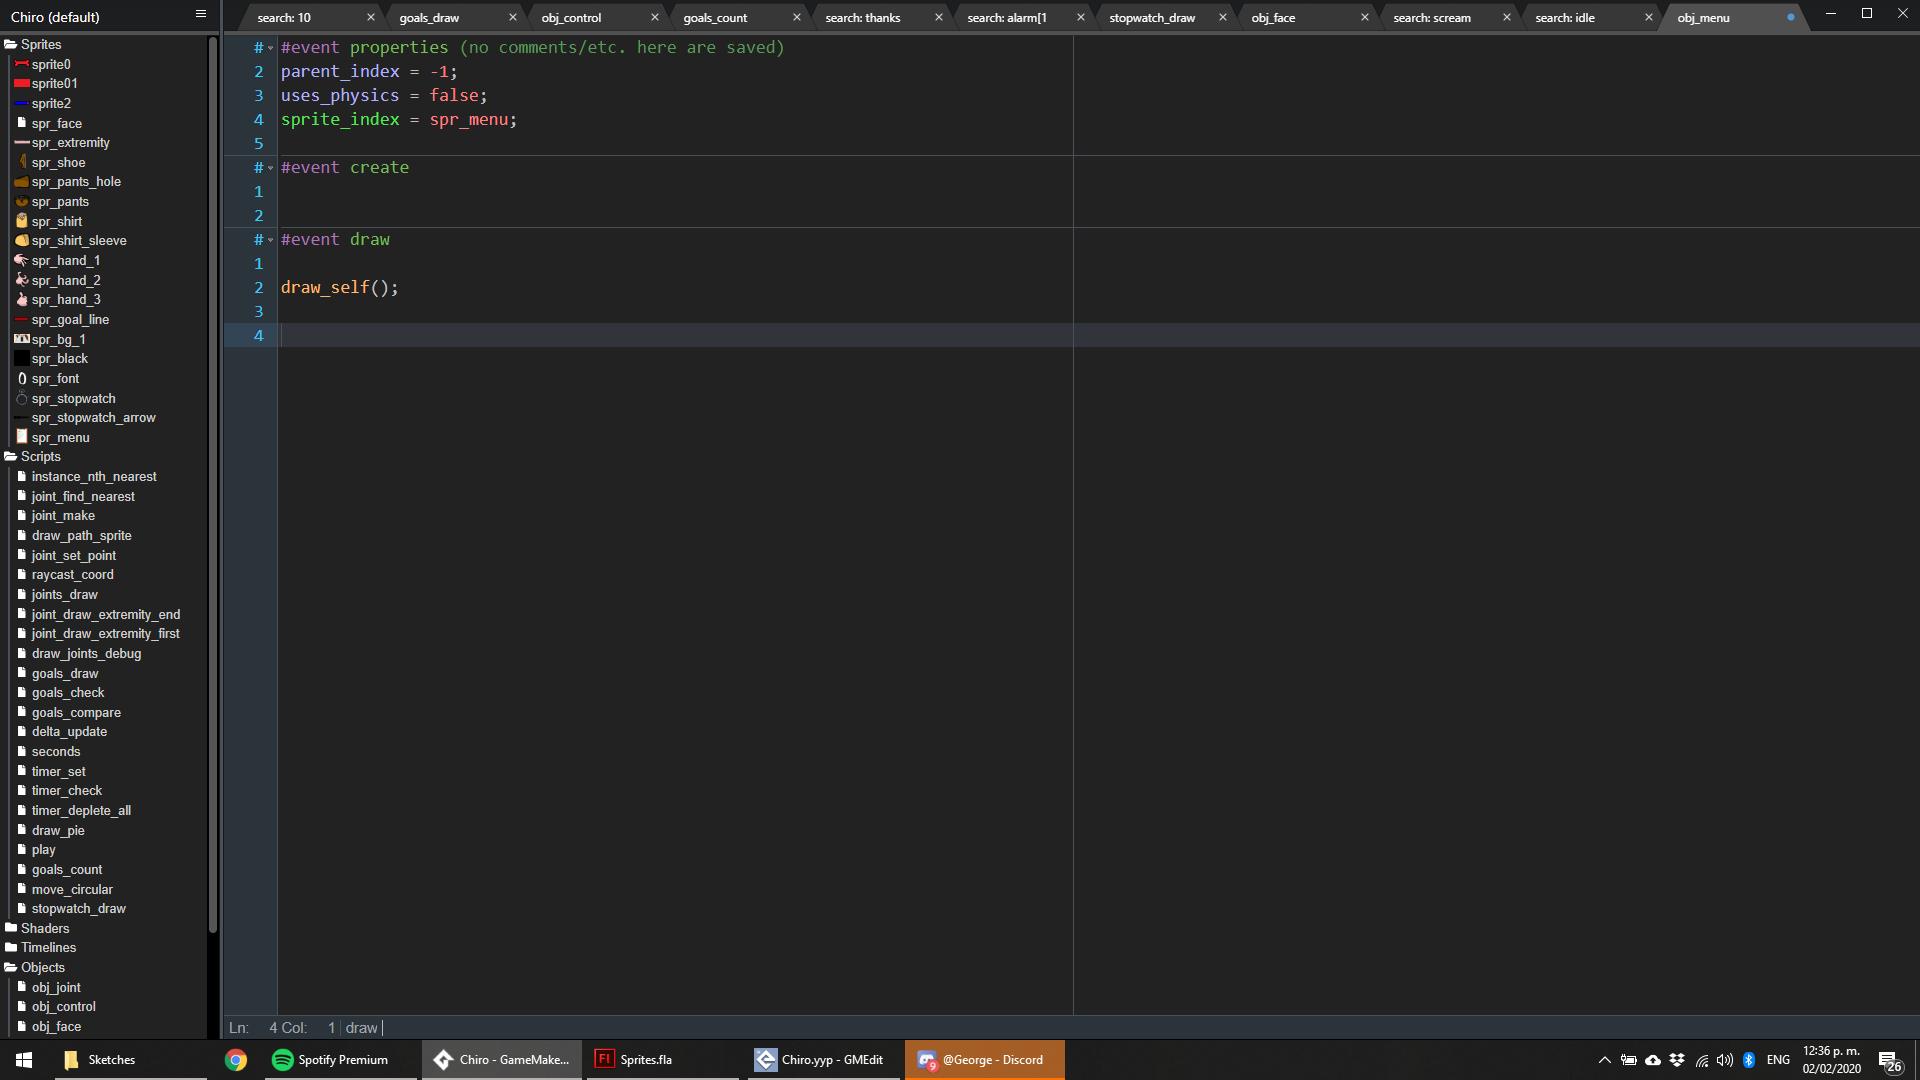 Chiro (default)
search: 10
goals_draw
obj_control
goals_count
search: thanks
search: alarm[1
stopwatch_draw
obj_face
search: scream
search: idle
obj_menu
Sprites
sprite0
sprite01
sprite2
spr_face
spr_extremity
spr_shoe
spr_pants_hole
spr_pants
spr_shirt
spr_shirt_sleeve
spr_hand_1
spr_hand_2
spr_hand_3
spr_goal_line
spr_bg_1
spr_black
spr_font
spr_stopwatch
spr_stopwatch_arrow
spr_menu
Scripts
instance_nth_nearest
joint_find_nearest
joint_make
draw_path_sprite
joint_set_point
raycast_coord
joints_draw
joint_draw_extremity_end
joint_draw_extremity_first
draw_joints_debug
goals_draw
goals_check
goals_compare
delta_update
seconds
timer_set
timer_check
timer_deplete_all
draw_pie
play
goals_count
move_circular
stopwatch_draw
Shaders
Timelines
Objects
obj_joint
obj_control
obj_face
# #event properties (no comments/etc. here are saved)
2 parent_index = -1;
3 uses_physics = false;
4 sprite_index = spr_menu;
5
# #event create
1
2
# #event draw
1
2 draw_self();
3
4
Ln: 4 Col: 1 draw
Sketches
Spotify Premium
Chiro - GameMake...
Fl Sprites.fla
Chiro.yyp - GMEdit
9 @George - Discord
ENG
12:36 p. m.
02/02/2020
26